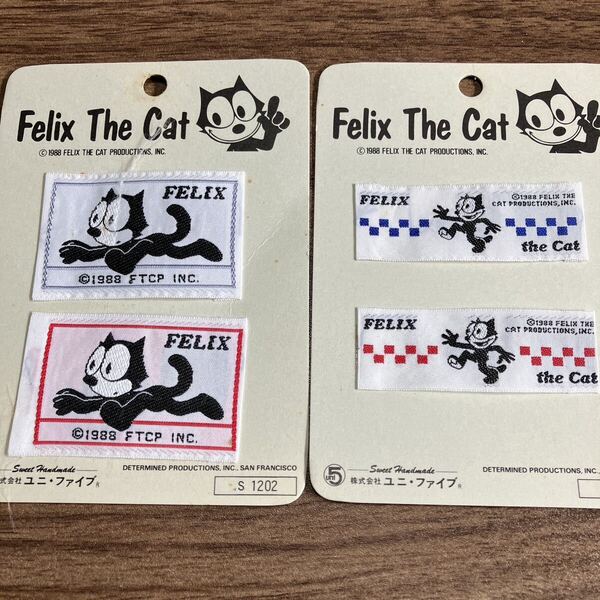 Felix The Cat
©1988 FELIX THE CAT PRODUCTIONS, INC.
FELIX
©1988 FTCP INC.
FELIX
©1988 FTCP INC.
Sweet Handmade
株式会社 ユニ・ファイブ®
DETERMINED PRODUCTIONS, INC., SAN FRANCISCO
S 1202
Felix The Cat
©1988 FELIX THE CAT PRODUCTIONS, INC.
FELIX
©1988 FELIX THE
CAT PRODUCTIONS, INC.
the Cat
FELIX
©1988 FELIX THE
CAT PRODUCTIONS, INC.
the Cat
5
uni
Sweet Handmade
株式会社 ユニ・ファイブ®
DETERMINED PRODUCTIONS, INC., SAN